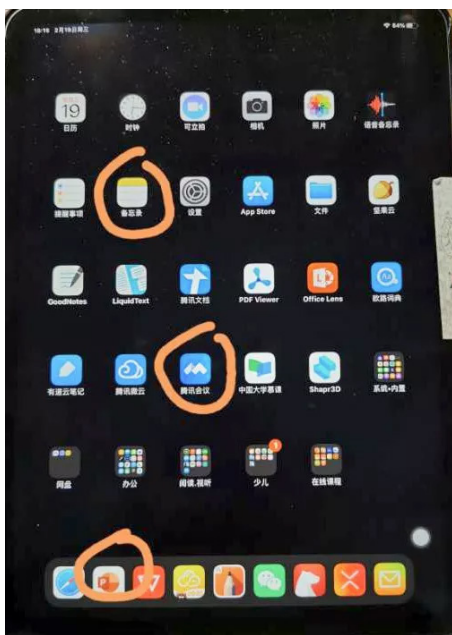 19
日历
时钟
可立拍
相机
照片
语音备忘录
提醒事项
备忘录
设置
App Store
文件
坚果云
GoodNotes
LiquidText
腾讯文档
PDF Viewer
Office Lens
欧路词典
有道云笔记
腾讯微云
腾讯会议
中国大学慕课
Shapr3D
系统•内置
网盘
办公
阅读.视听
1
少儿
在线课程